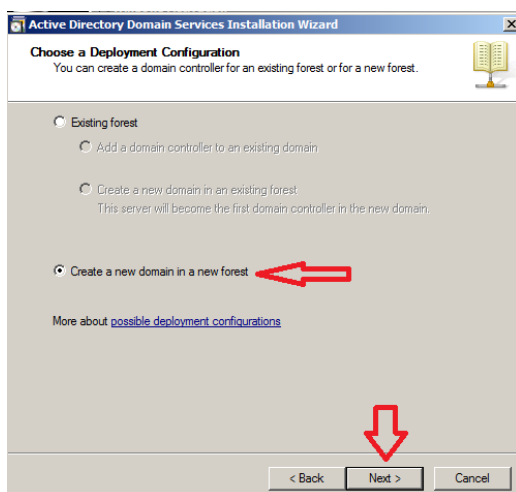 Active Directory Domain Services Installation Wizard
Choose a Deployment Configuration
You can create a domain controller for an existing forest or for a new forest.
Existing forest
Add a domain controller to an existing domain
Create a new domain in an existing forest
This server will become the first domain controller in the new domain.
Create a new domain in a new forest
More about possible deployment configurations
< Back Next > Cancel